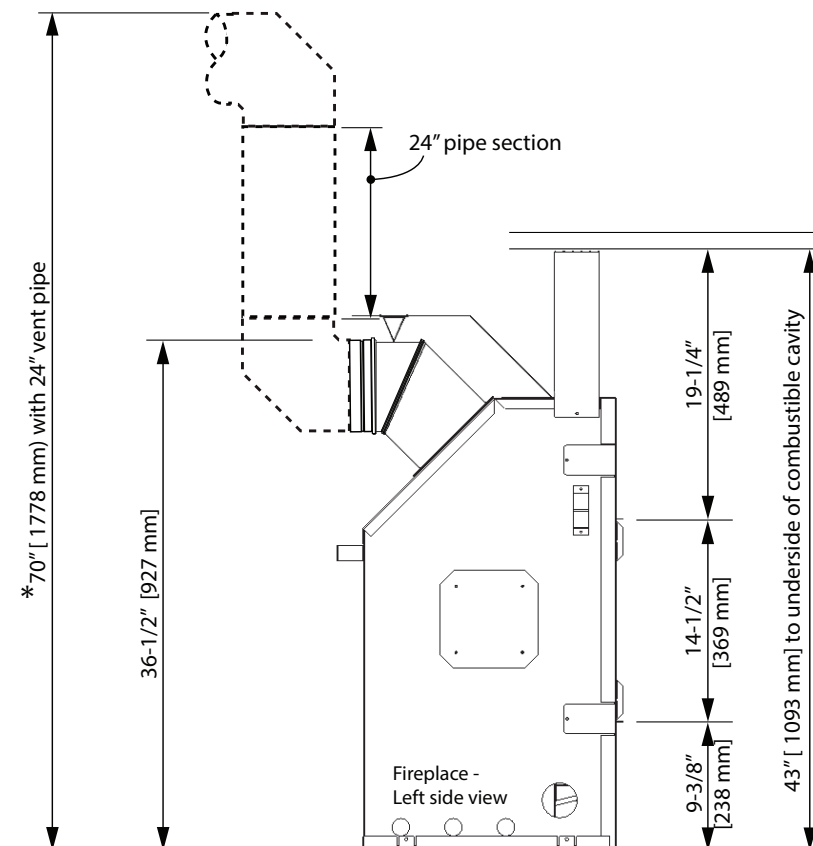 24” pipe section
*70” [ 1778 mm) with 24” vent pipe
36-1/2” [927 mm]
19-1/4”
[489 mm]
14-1/2”
[369 mm]
9-3/8”
[238 mm]
43” [ 1093 mm] to underside of combustible cavity
Fireplace -
Left side view